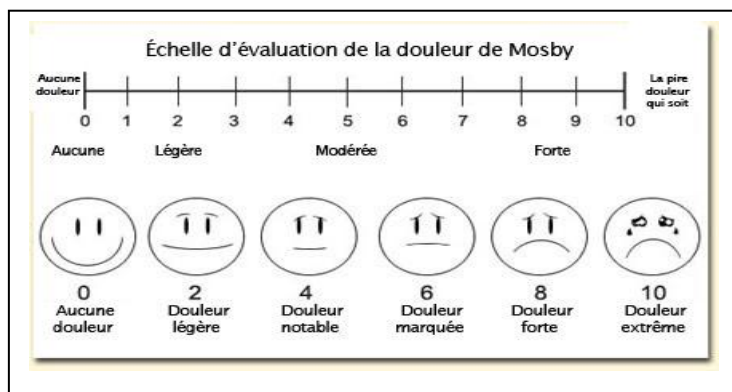 Échelle d'évaluation de la douleur de Mosby
Aucune
douleur
La pire
douleur
qui soit
0 1 2 3 4 5 6 7 8 9 10
Aucune Légère Modérée Forte
0 2 4 6 8 10
Aucune Douleur Douleur Douleur Douleur Douleur
douleur légère notable marquée forte extrême